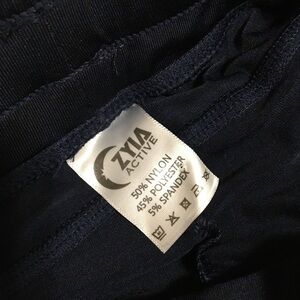 ZYIA
ACTIVE
50% NYLON
45% POLYESTER
5% SPANDEX